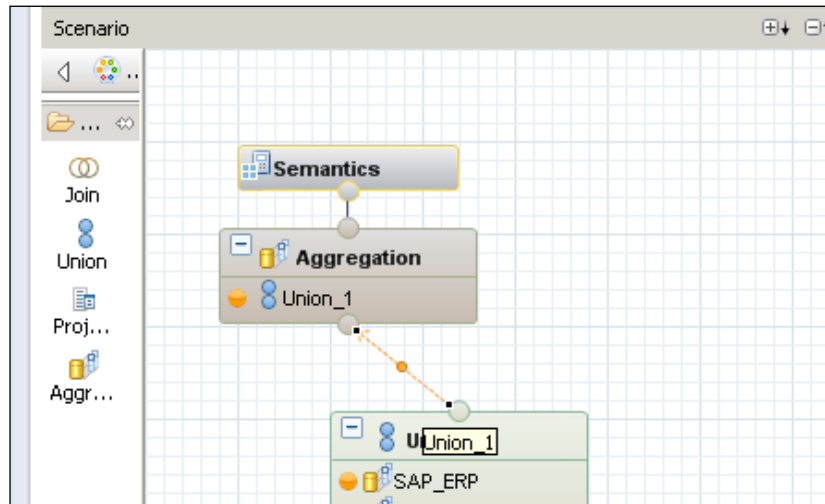 Scenario
..
...
Join
Union
Proj...
Aggr...
Semantics
Aggregation
Union_1
Union_1
SAP_ERP